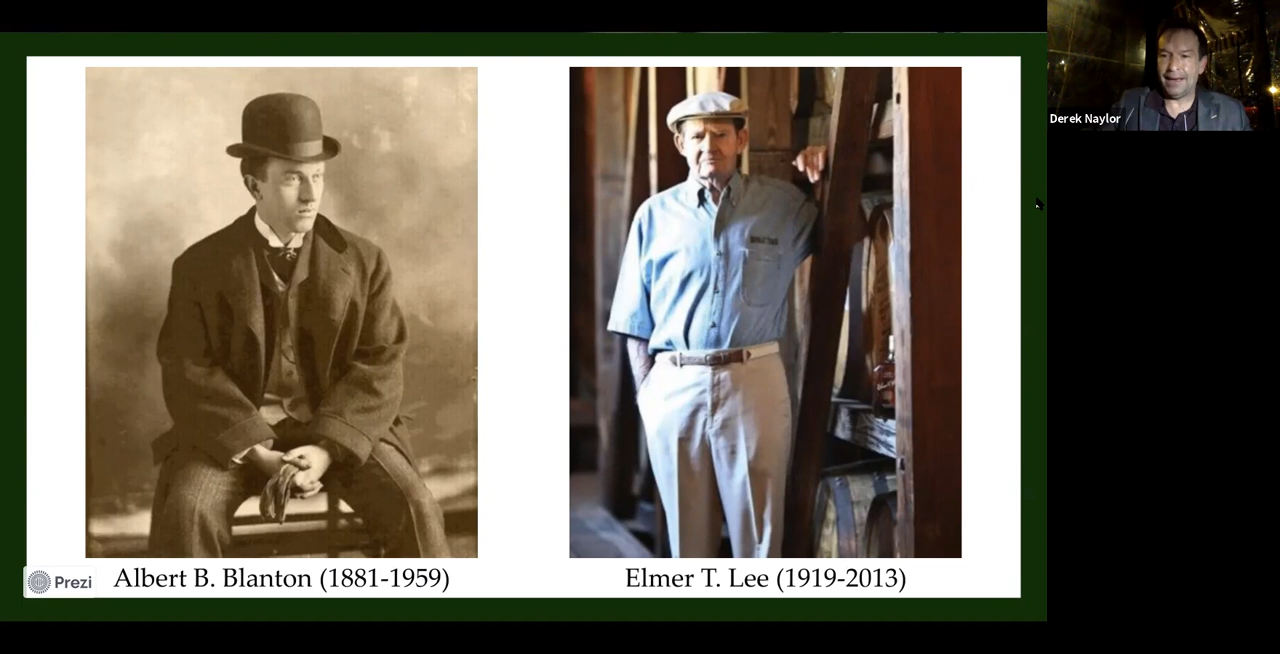 Derek Naylor
Albert B. Blanton (1881-1959)
Elmer T. Lee (1919-2013)
Prezi